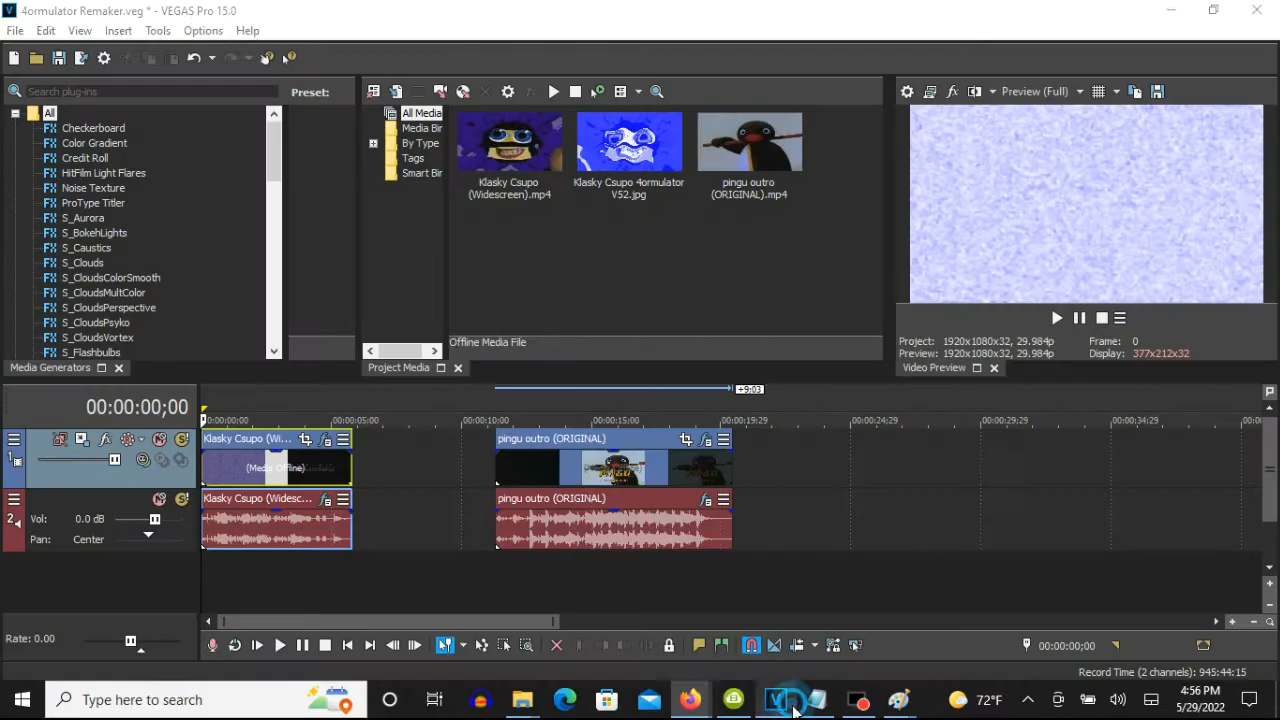 4ormulator Remaker.veg * - VEGAS Pro 15.0
File Edit View Insert Tools Options Help
Search plug-ins
Preset:
All
Checkerboard
Color Gradient
Credit Roll
HitFilm Light Flares
Noise Texture
ProType Titler
S_Aurora
S_BokehLights
S_Caustics
S_Clouds
S_CloudsColorSmooth
S_CloudsMultColor
S_CloudsPerspective
S_CloudsPsyko
S_CloudsVortex
S_Flashbulbs
Media Generators
All Media
Media Bir
By Type
Tags
Smart Bir
Klasky Csupo
(Widescreen).mp4
Klasky Csupo 4ormulator
V52.jpg
pingu outro
(ORIGINAL).mp4
Offline Media File
Project Media
Preview (Full)
Project: 1920x1080x32, 29.984p
Frame: 0
Preview: 1920x1080x32, 29.984p
Display: 377x212x32
Video Preview
00:00:00;00
+9:03
00:00:00;00 00:00:05;00 00:00:10;00 00:00:15;00 00:00:19;29 00:00:24;29 00:00:29;29 00:00:34;29 00:00
1
Klasky Csupo (Wi...
(Media Offline)
pingu outro (ORIGINAL)
2
Vol: 0.0 dB
Pan: Center
Klasky Csupo (Widesc...
pingu outro (ORIGINAL)
Rate: 0.00
00:00:00;00
Record Time (2 channels): 945:44:15
Type here to search
72°F
4:56 PM
5/29/2022